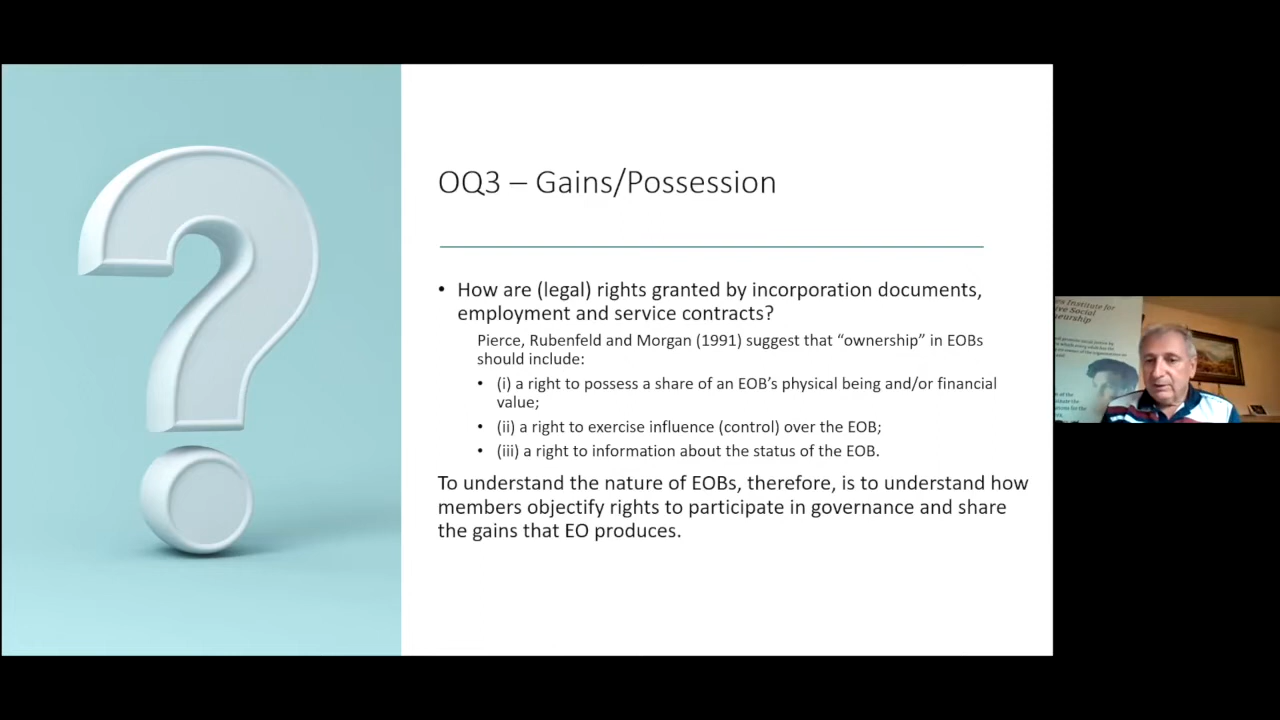 OQ3 – Gains/Possession
• How are (legal) rights granted by incorporation documents,
employment and service contracts?
Pierce, Rubenfeld and Morgan (1991) suggest that “ownership” in EOBs
should include:
• (i) a right to possess a share of an EOB’s physical being and/or financial
value;
• (ii) a right to exercise influence (control) over the EOB;
• (iii) a right to information about the status of the EOB.
To understand the nature of EOBs, therefore, is to understand how
members objectify rights to participate in governance and share
the gains that EO produces.
Institute for
Social